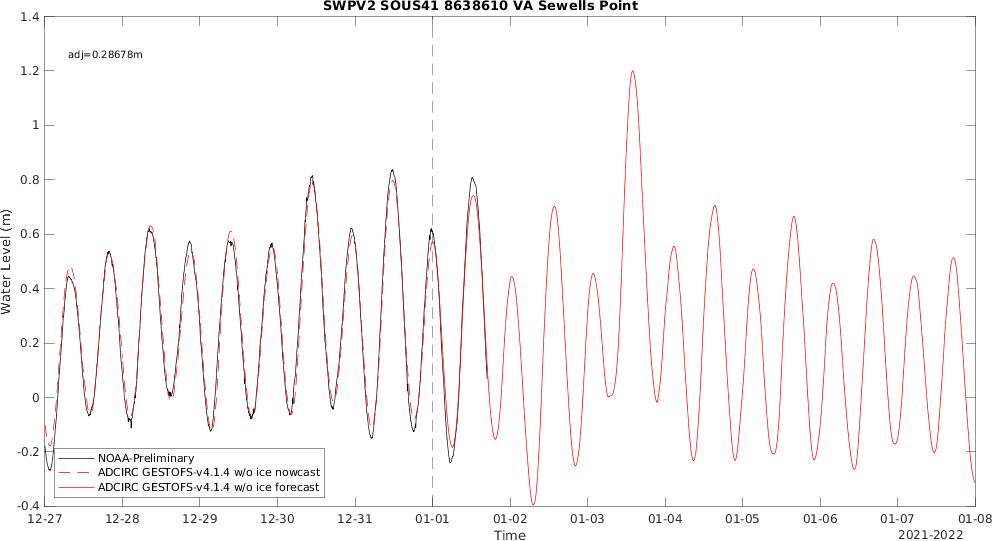 SWPV2 SOUS41 8638610 VA Sewells Point
adj=0.28678m
Water Level (m)
1.4
1.2
1
0.8
0.6
0.4
0.2
0
-0.2
-0.4
NOAA-Preliminary
ADCIRC GESTOFS-v4.1.4 w/o ice nowcast
ADCIRC GESTOFS-v4.1.4 w/o ice forecast
12-27 12-28 12-29 12-30 12-31 01-01 01-02 01-03 01-04 01-05 01-06 01-07 01-08
Time
2021-2022